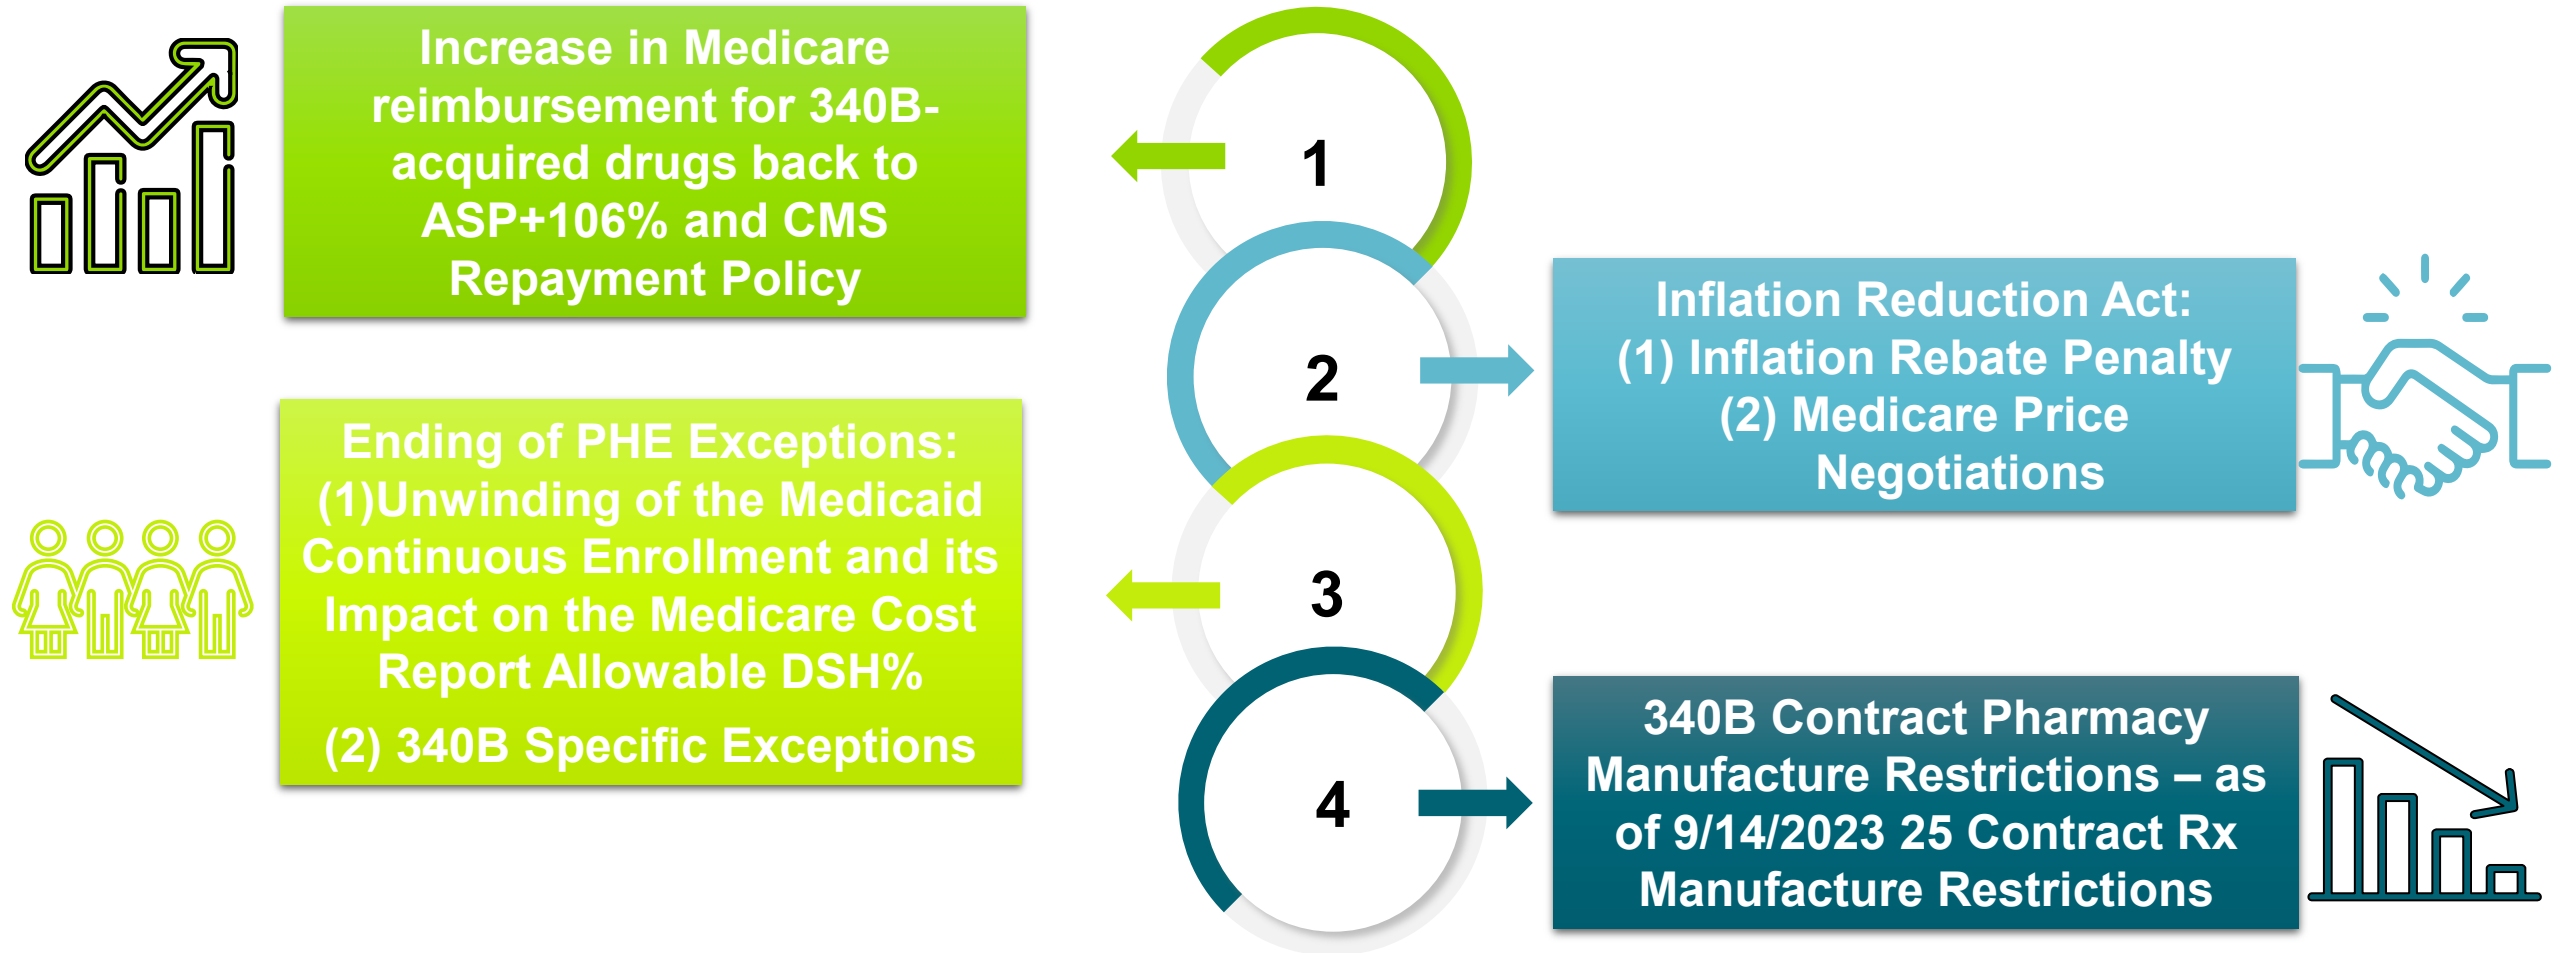 1
Increase in Medicare
reimbursement for 340B-
acquired drugs back to
ASP+106% and CMS
Repayment Policy
2
Inflation Reduction Act:
(1) Inflation Rebate Penalty
(2) Medicare Price
Negotiations
3
Ending of PHE Exceptions:
(1)Unwinding of the Medicaid
Continuous Enrollment and its
Impact on the Medicare Cost
Report Allowable DSH%
(2) 340B Specific Exceptions
4
340B Contract Pharmacy
Manufacture Restrictions – as
of 9/14/2023 25 Contract Rx
Manufacture Restrictions